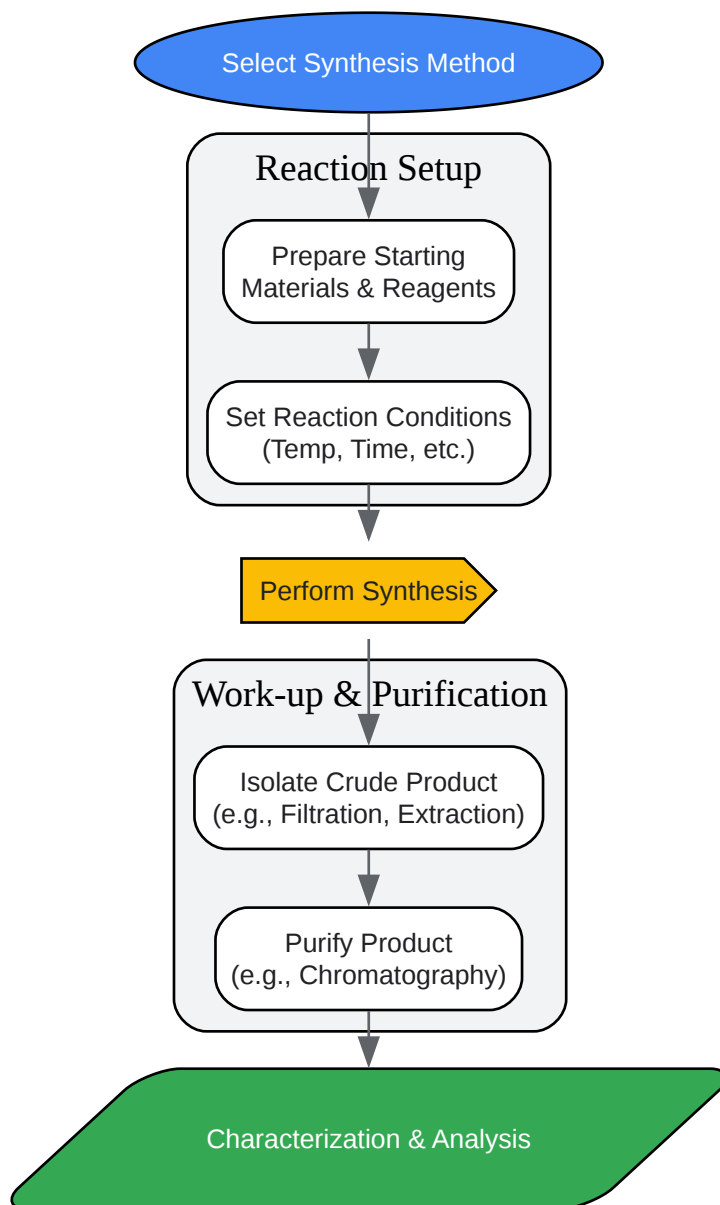 Select Synthesis Method
Reaction Setup
Prepare Starting
Materials & Reagents
Set Reaction Conditions
(Temp, Time, etc.)
Perform Synthesis
Work-up & Purification
Isolate Crude Product
(e.g., Filtration, Extraction)
Purify Product
(e.g., Chromatography)
Characterization & Analysis